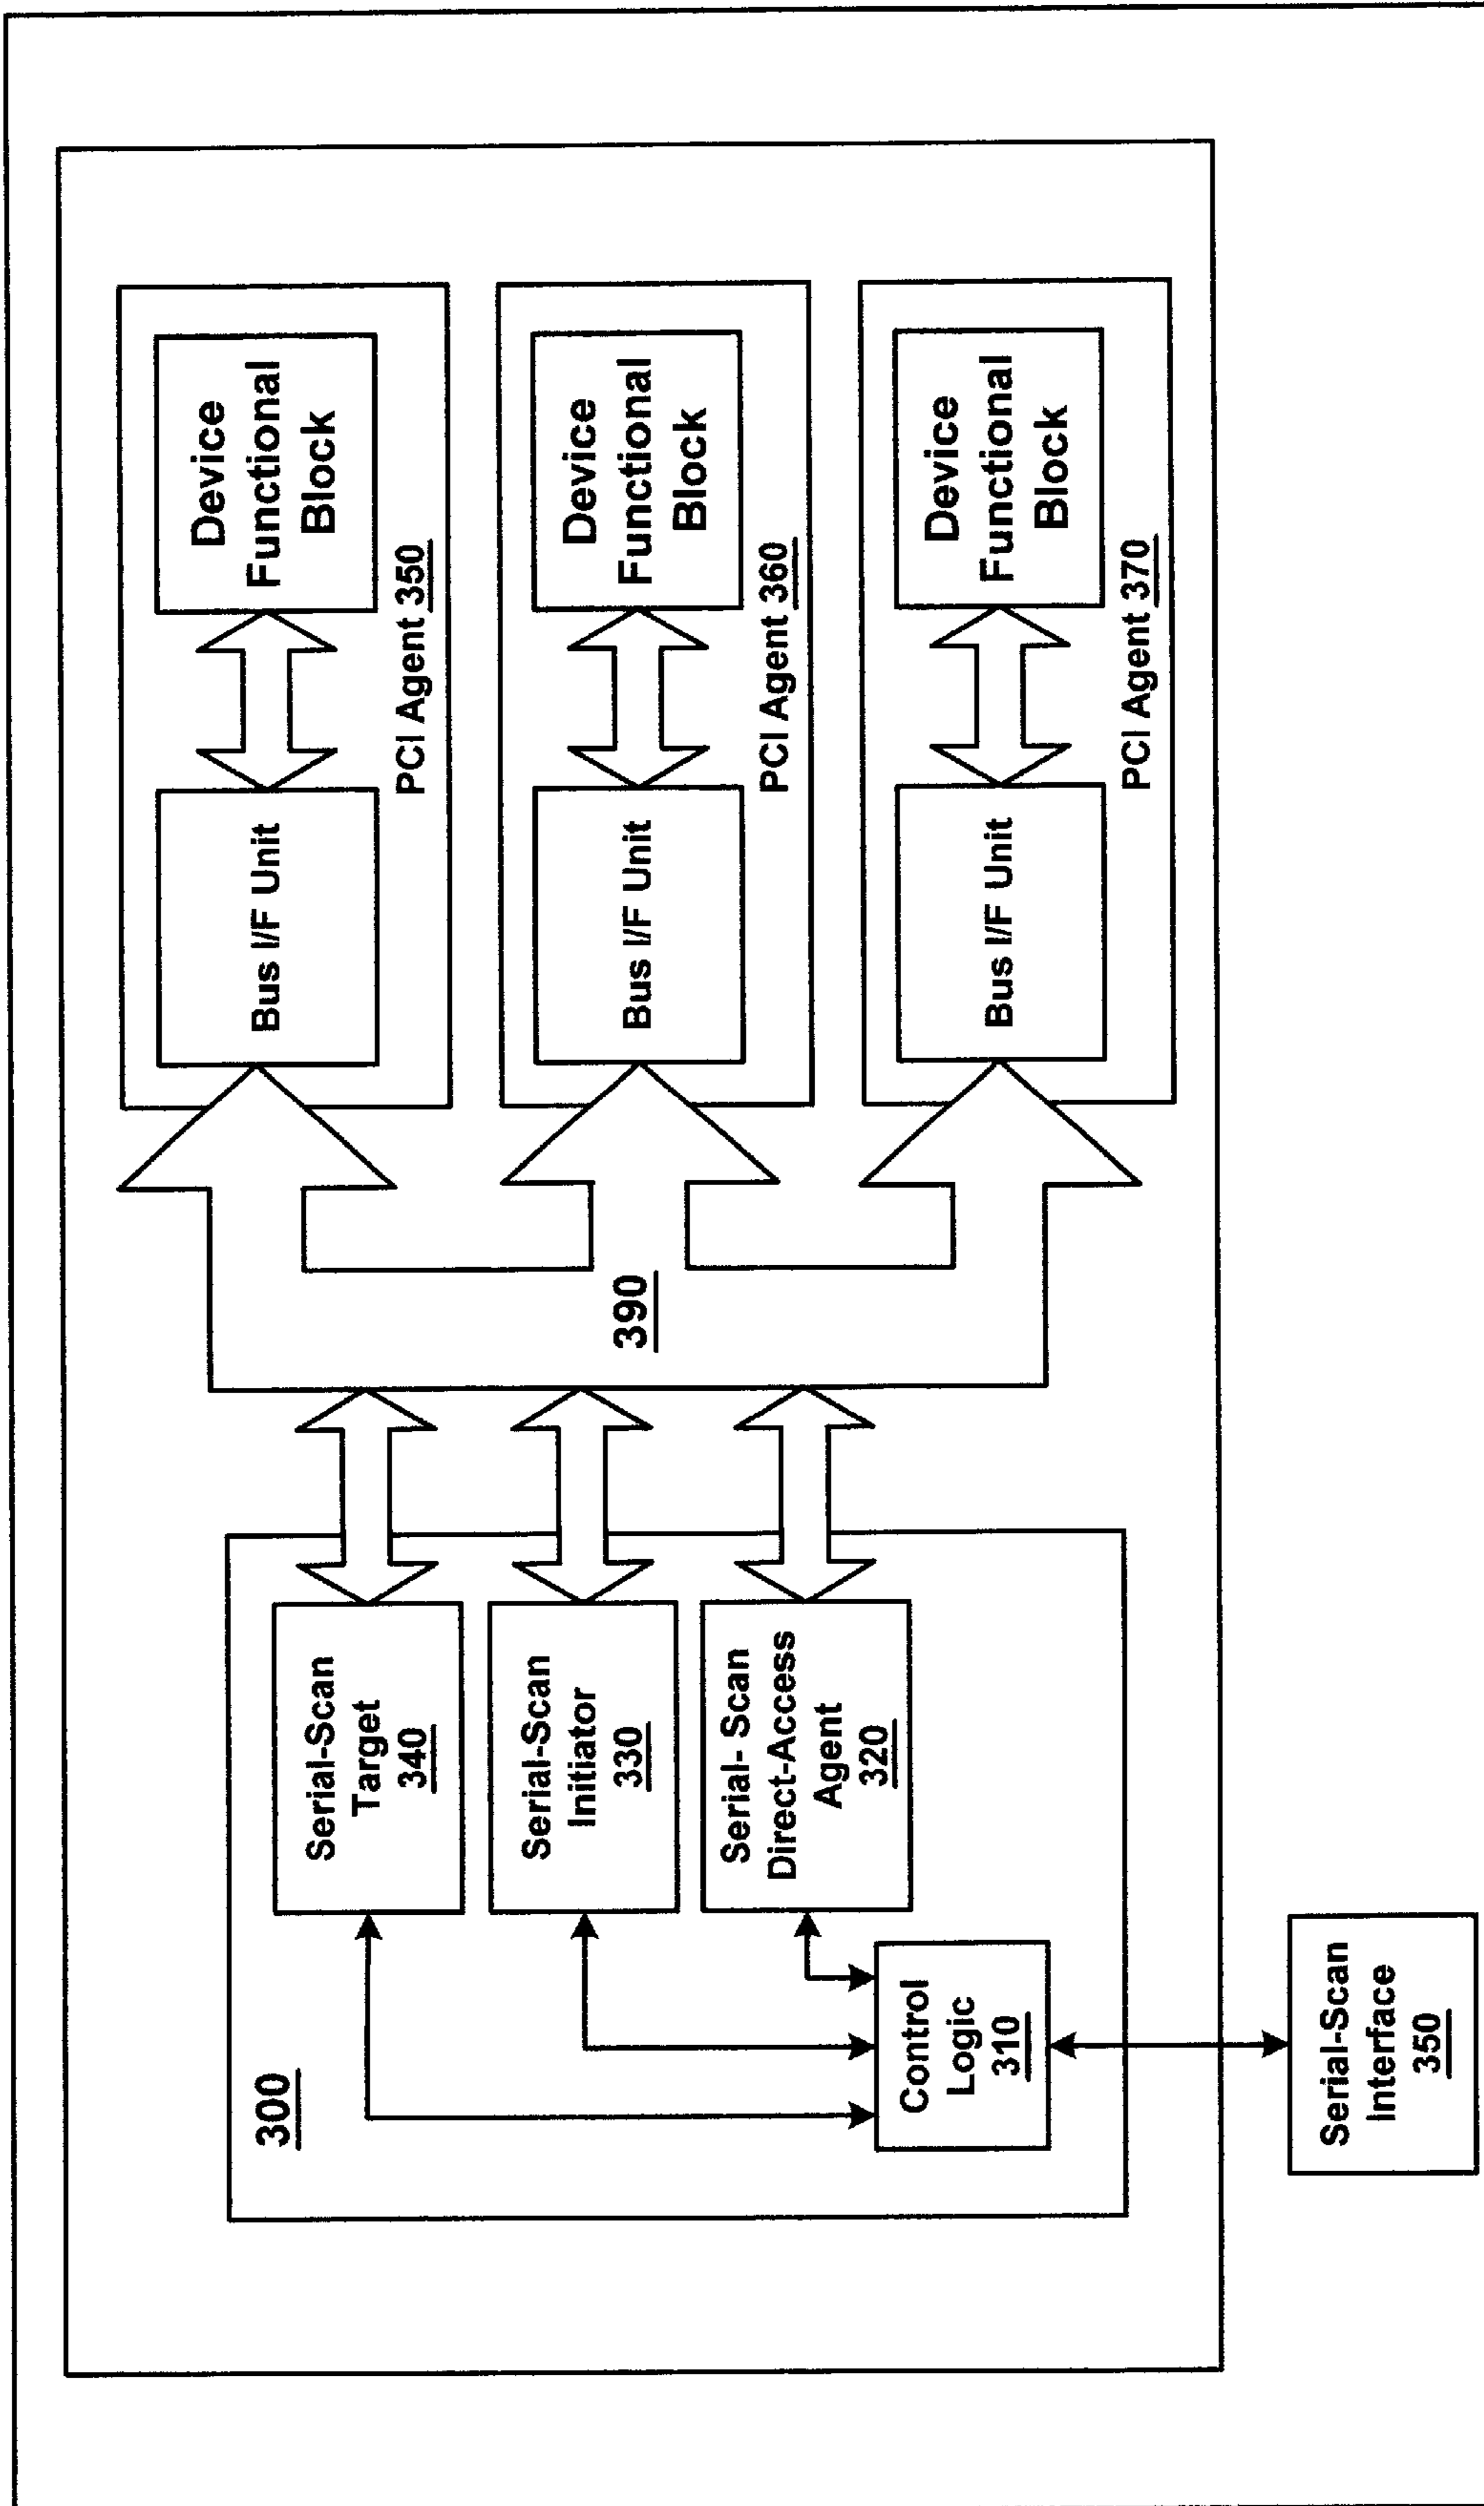 300
Serial-Scan
Target
340
Serial-Scan
Initiator
330
Serial- Scan
Direct-Access
Agent
320
Control
Logic
310
Serial-Scan
Interface
350
390
Bus I/F Unit
Device
Functional
Block
PCI Agent 350
Bus I/F Unit
Device
Functional
Block
PCI Agent 360
Bus I/F Unit
Device
Functional
Block
PCI Agent 370